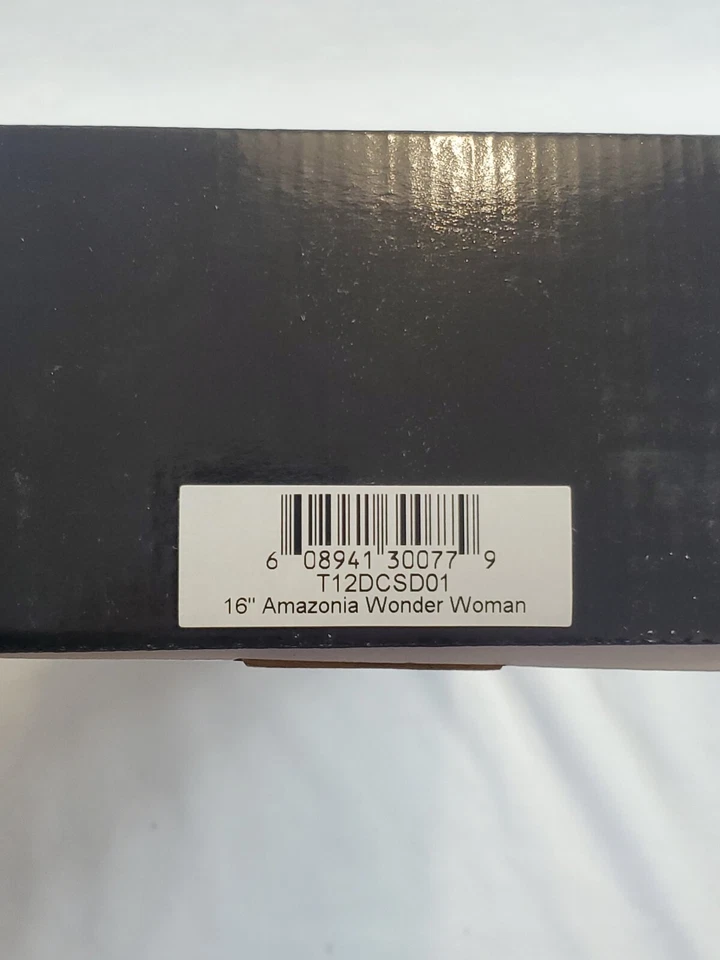 6 08941 30077 9
T12DCSD01
16" Amazonia Wonder Woman